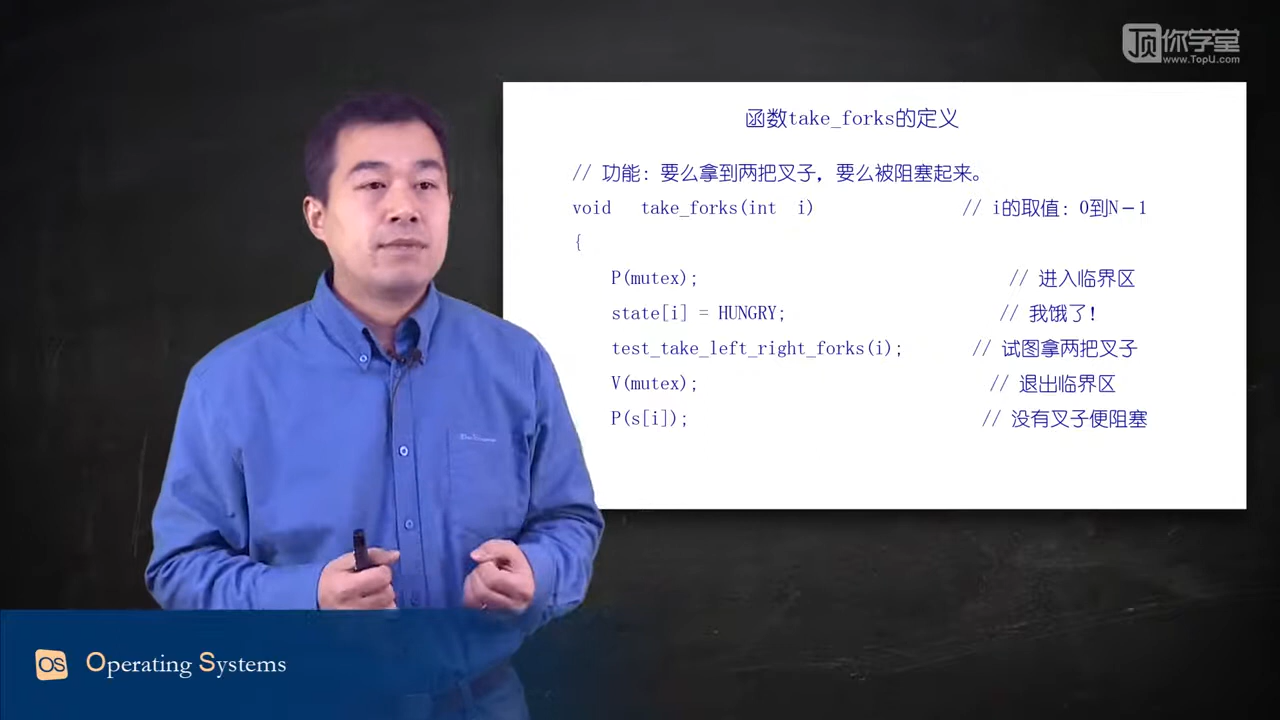 顶你学堂
www.TopU.com
函数take_forks的定义
// 功能：要么拿到两把叉子，要么被阻塞起来。
void take_forks(int i) // i的取值：0到N－1
{
P(mutex); // 进入临界区
state[i] = HUNGRY; // 我饿了！
test_take_left_right_forks(i); // 试图拿两把叉子
V(mutex); // 退出临界区
P(s[i]); // 没有叉子便阻塞
OS Operating Systems